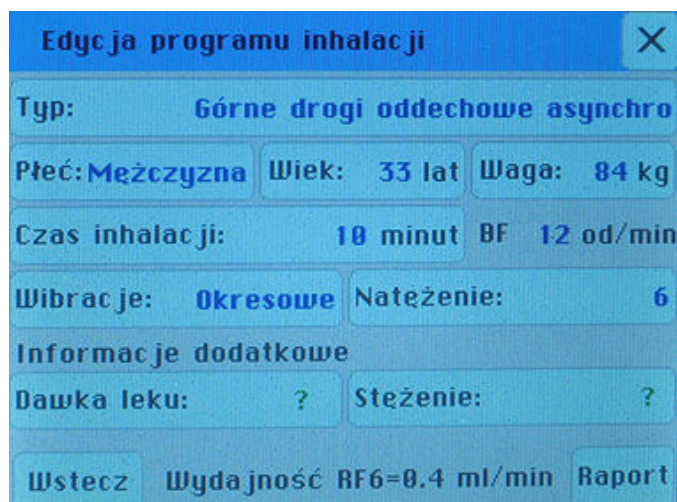 Edycja programu inhalacji X
Typ: Górne drogi oddechowe asynchro
Płeć: Mężczyzna Wiek: 33 lat Waga: 84 kg
Czas inhalacji: 10 minut BF 12 od/min
Wibracje: Okresowe Natężenie: 6
Informacje dodatkowe
Dawka leku: ? Stężenie: ?
Wstecz Wydajność RF6=0.4 ml/min Raport